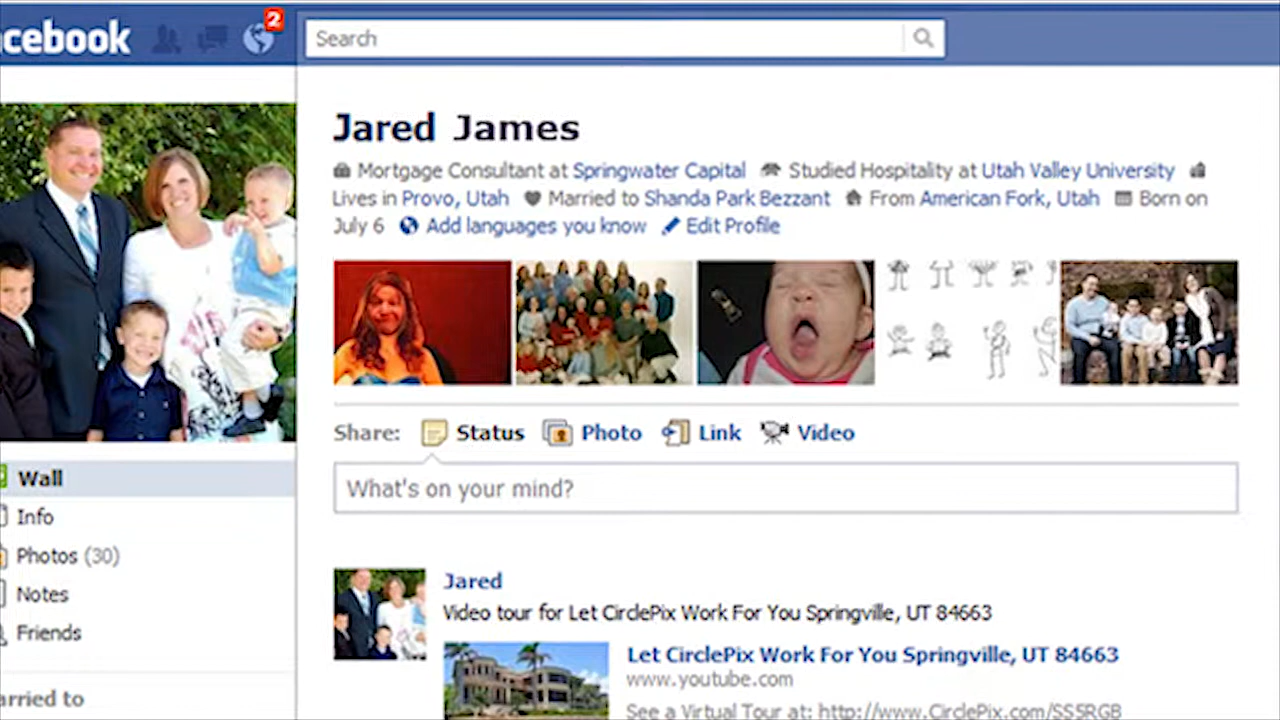 acebook
2
Search
Jared James
Mortgage Consultant at Springwater Capital Studied Hospitality at Utah Valley University
Lives in Provo, Utah Married to Shanda Park Bezzant From American Fork, Utah Born on
July 6 Add languages you know Edit Profile
Share: Status Photo Link Video
What's on your mind?
Wall
Info
Photos (30)
Notes
Friends
arried to
Jared
Video tour for Let CirclePix Work For You Springville, UT 84663
Let CirclePix Work For You Springville, UT 84663
www.youtube.com
See a Virtual Tour at: http://www.CirclePix.com/SS5RGB